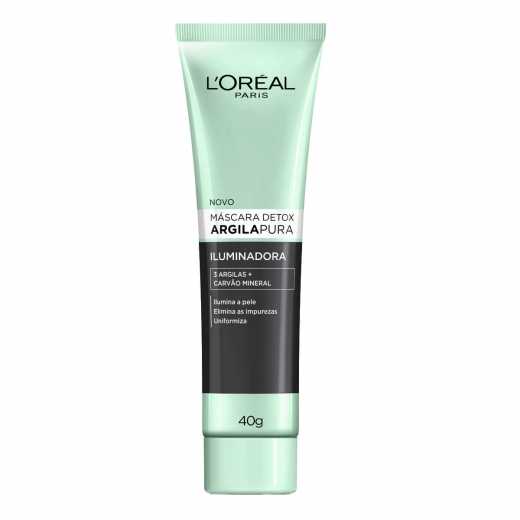 L'ORÉAL
PARIS
NOVO
MÁSCARA DETOX
ARGILAPURA
ILUMINADORA
3 ARGILAS +
CARVÃO MINERAL
Ilumina a pele
Elimina as impurezas
Uniformiza
40g